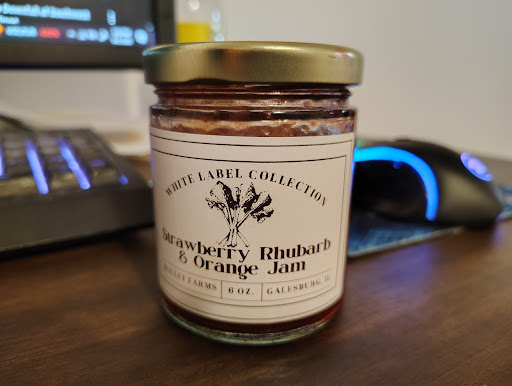 WHITE LABEL COLLECTION
Strawberry Rhubarb
& Orange Jam
FARMS
6 OZ.
GALESBURG, IL